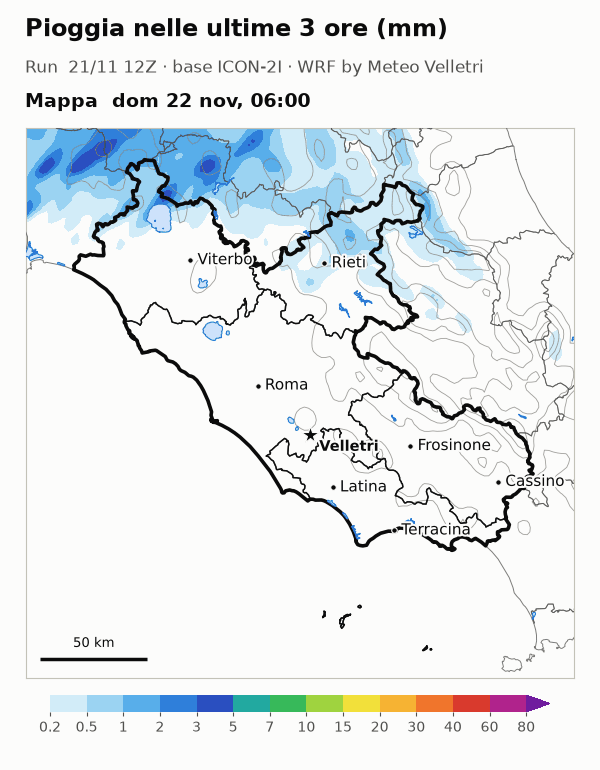 Pioggia nelle ultime 3 ore (mm)
Run  21/11 12Z · base ICON-2I · WRF by Meteo Velletri
Mappa  dom 22 nov, 06:00
Viterbo
Rieti
Roma
Velletri
Frosinone
Latina
Cassino
Terracina
50 km
0.2 0.5 1 2 3 5 7 10 15 20 30 40 60 80